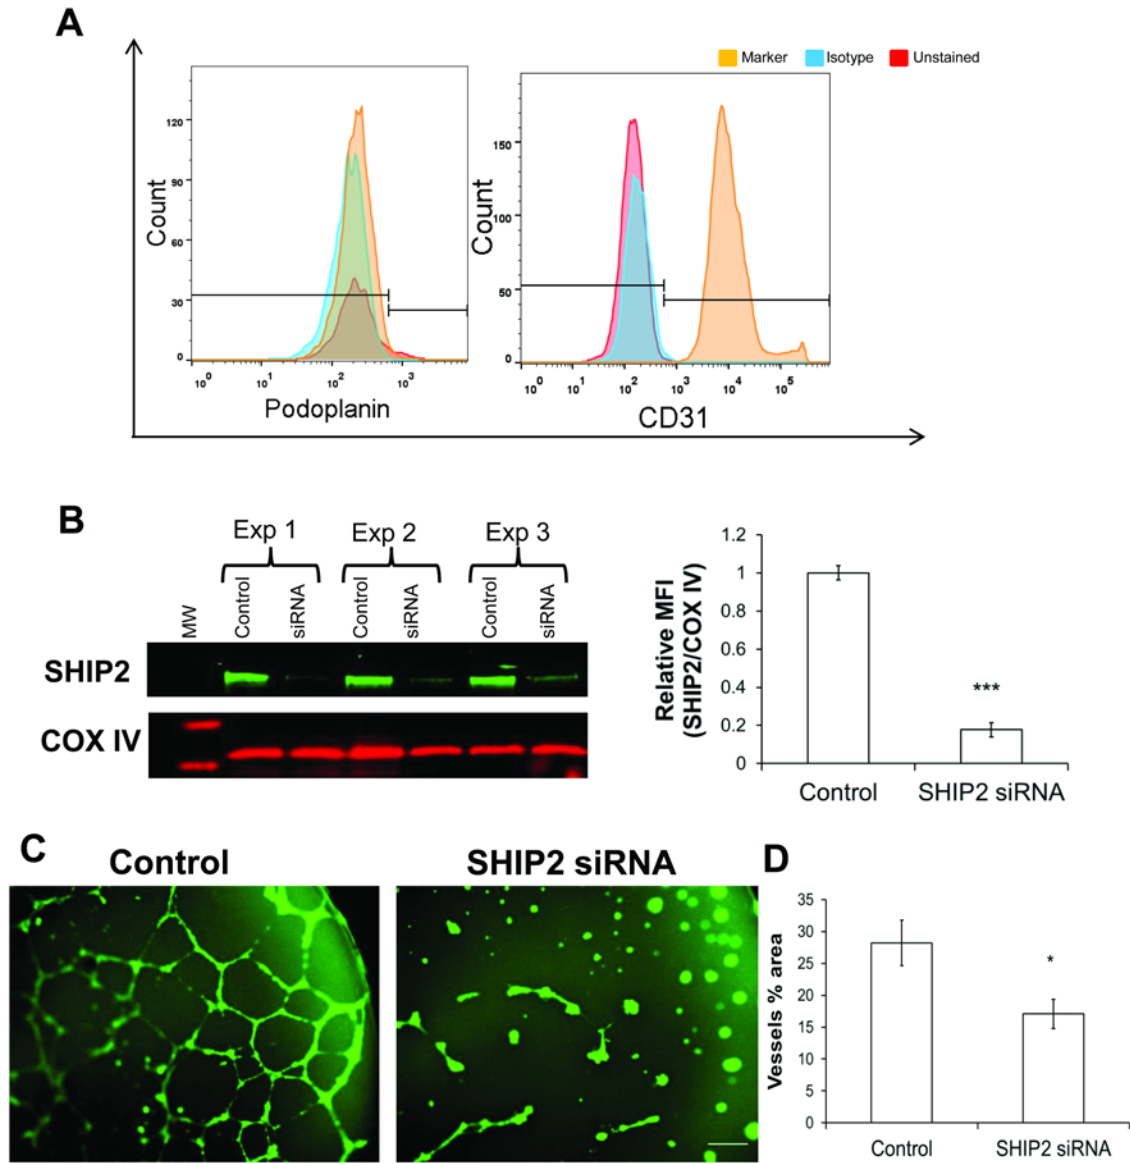 A
Marker Isotype Unstained
120
90
60
30
0
Count
10^0 10^1 10^2 10^3
Podoplanin
150
100
50
0
Count
10^0 10^1 10^2 10^3 10^4 10^5
CD31
B
Exp 1 Exp 2 Exp 3
MW Control siRNA Control siRNA Control siRNA
SHIP2
COX IV
Relative MFI
(SHIP2/COX IV)
1.2
1
0.8
0.6
0.4
0.2
0
***
Control SHIP2 siRNA
C
Control SHIP2 siRNA
D
Vessels % area
35
30
25
20
15
10
5
0
*
Control SHIP2 siRNA